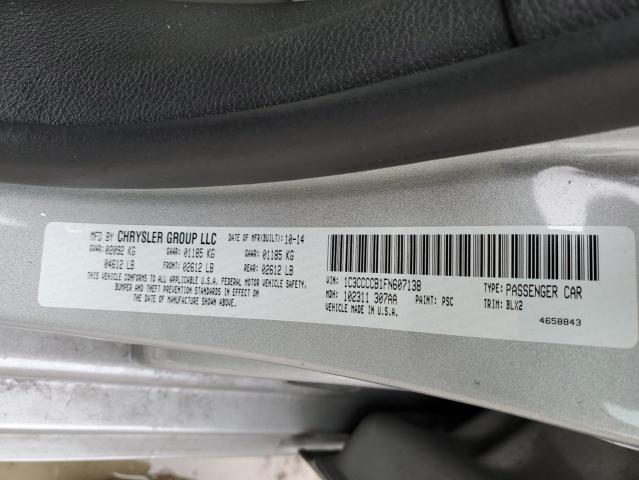 MFD BY CHRYSLER GROUP LLC DATE OF MFR(BUILT): 10-14
GVWR: 02092 KG GAWR: 01185 KG GAWR: 01185 KG
04612 LB FRONT: 02612 LB REAR: 02612 LB
THIS VEHICLE CONFORMS TO ALL APPLICABLE U.S.A. FEDERAL MOTOR VEHICLE SAFETY,
BUMPER AND THEFT PREVENTION STANDARDS IN EFFECT ON
THE DATE OF MANUFACTURE SHOWN ABOVE.
VIN: 1C3CCCCB1FN607138 TYPE: PASSENGER CAR
MDH: 102311 307AA PAINT: PSC TRIM: BLX2
VEHICLE MADE IN U.S.A. 4658843